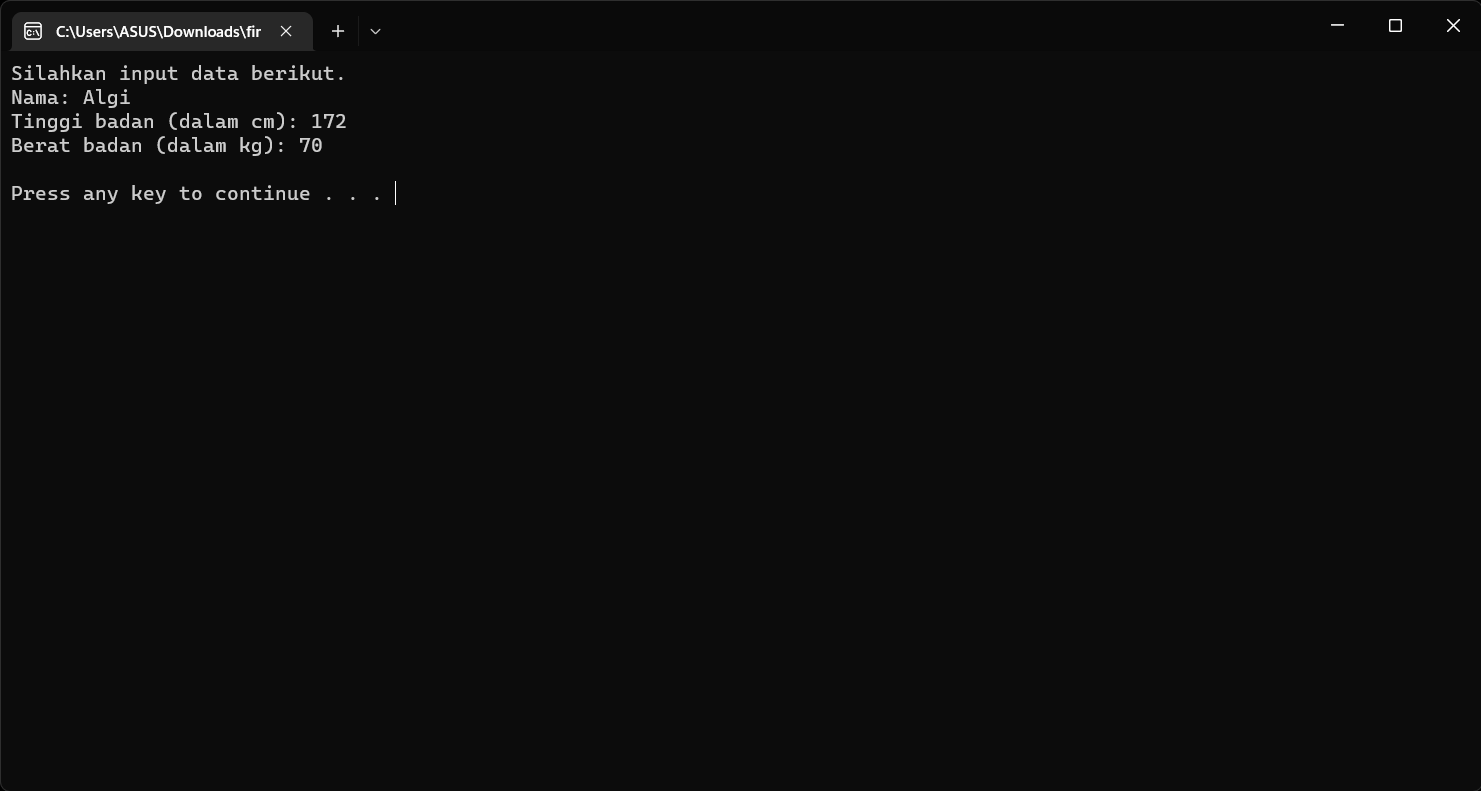 C:\Users\ASUS\Downloads\fir
Silahkan input data berikut.
Nama: Algi
Tinggi badan (dalam cm): 172
Berat badan (dalam kg): 70
Press any key to continue . . .